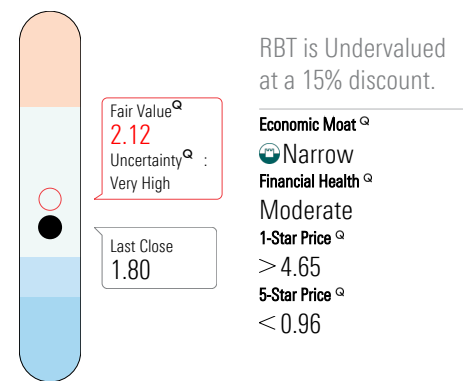 Fair Value Q
2.12
Uncertainty Q :
Very High
Last Close
1.80
RBT is Undervalued
at a 15% discount.
Economic Moat Q
Narrow
Financial Health Q
Moderate
1-Star Price Q
>4.65
5-Star Price Q
<0.96